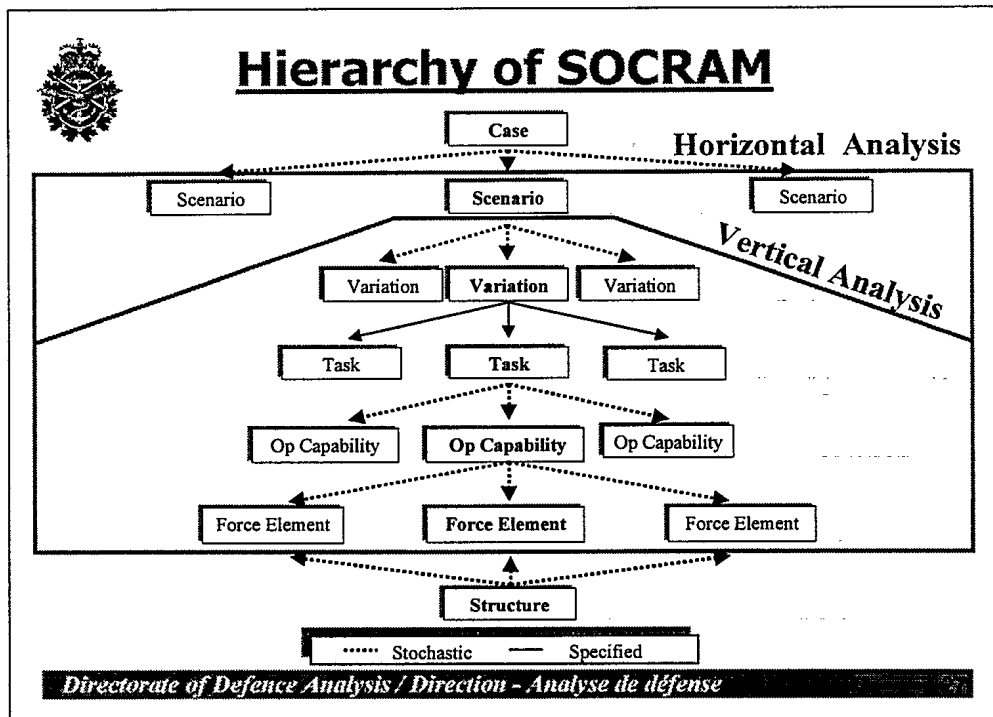 Hierarchy of SOCRAM
Case
Horizontal Analysis
Scenario Scenario Scenario
Vertical Analysis
Variation Variation Variation
Task Task Task
Op Capability Op Capability Op Capability
Force Element Force Element Force Element
Structure
Stochastic Specified
Directorate of Defence Analysis / Direction - Analyse de défense